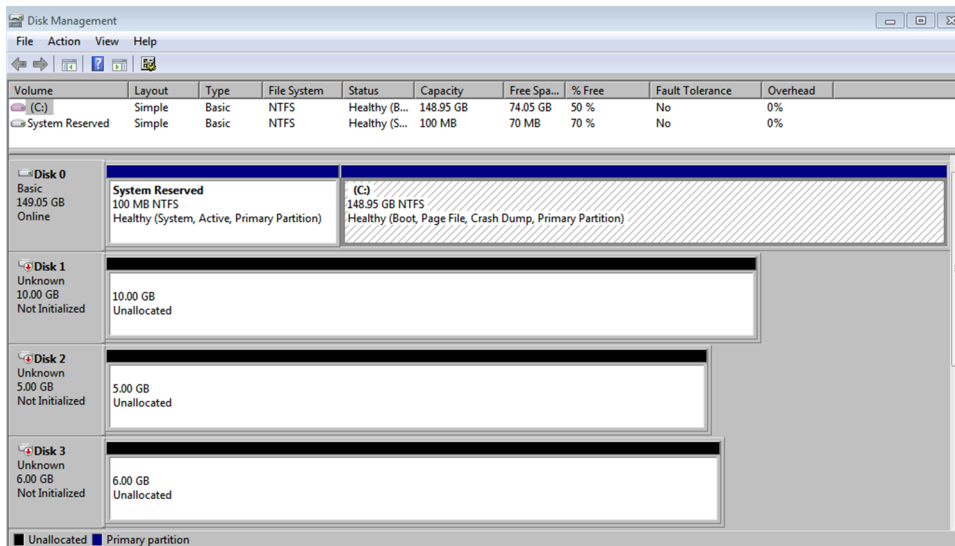 Disk Management
File Action View Help
Volume Layout Type File System Status Capacity Free Spa... % Free Fault Tolerance Overhead
(C:) Simple Basic NTFS Healthy (B... 148.95 GB 74.05 GB 50 % No 0%
System Reserved Simple Basic NTFS Healthy (S... 100 MB 70 MB 70 % No 0%
Disk 0
Basic
149.05 GB
Online
System Reserved
100 MB NTFS
Healthy (System, Active, Primary Partition)
(C:)
148.95 GB NTFS
Healthy (Boot, Page File, Crash Dump, Primary Partition)
Disk 1
Unknown
10.00 GB
Not Initialized
10.00 GB
Unallocated
Disk 2
Unknown
5.00 GB
Not Initialized
5.00 GB
Unallocated
Disk 3
Unknown
6.00 GB
Not Initialized
6.00 GB
Unallocated
Unallocated Primary partition